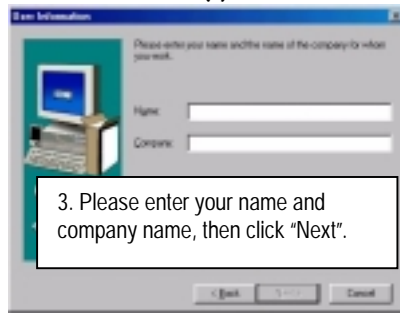 User Information
Please enter your name and the name of the company for whom
you work.
Name:
Company:
3. Please enter your name and
company name, then click “Next”.
< Back
Next >
Cancel